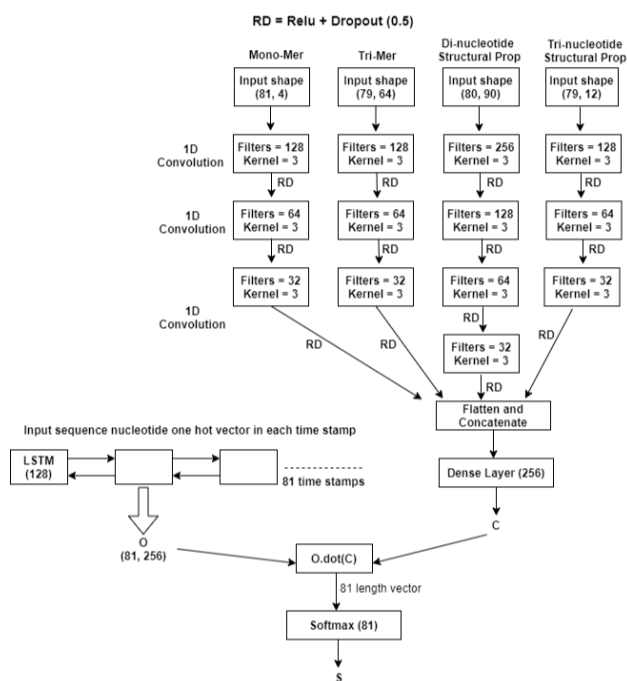 RD = Relu + Dropout (0.5)
Mono-Mer
Tri-Mer
Di-nucleotide
Structural Prop
Tri-nucleotide
Structural Prop
Input shape
(81, 4)
Input shape
(79, 64)
Input shape
(80, 90)
Input shape
(79, 12)
1D
Convolution
Filters = 128
Kernel = 3
Filters = 128
Kernel = 3
Filters = 256
Kernel = 3
Filters = 128
Kernel = 3
RD
RD
RD
RD
1D
Convolution
Filters = 64
Kernel = 3
Filters = 64
Kernel = 3
Filters = 128
Kernel = 3
Filters = 64
Kernel = 3
RD
RD
RD
RD
1D
Convolution
Filters = 32
Kernel = 3
Filters = 32
Kernel = 3
Filters = 64
Kernel = 3
Filters = 32
Kernel = 3
RD
RD
RD
RD
Filters = 32
Kernel = 3
RD
Flatten and
Concatenate
Input sequence nucleotide one hot vector in each time stamp
LSTM
(128)
81 time stamps
Dense Layer (256)
C
O
(81, 256)
O.dot(C)
81 length vector
Softmax (81)
S